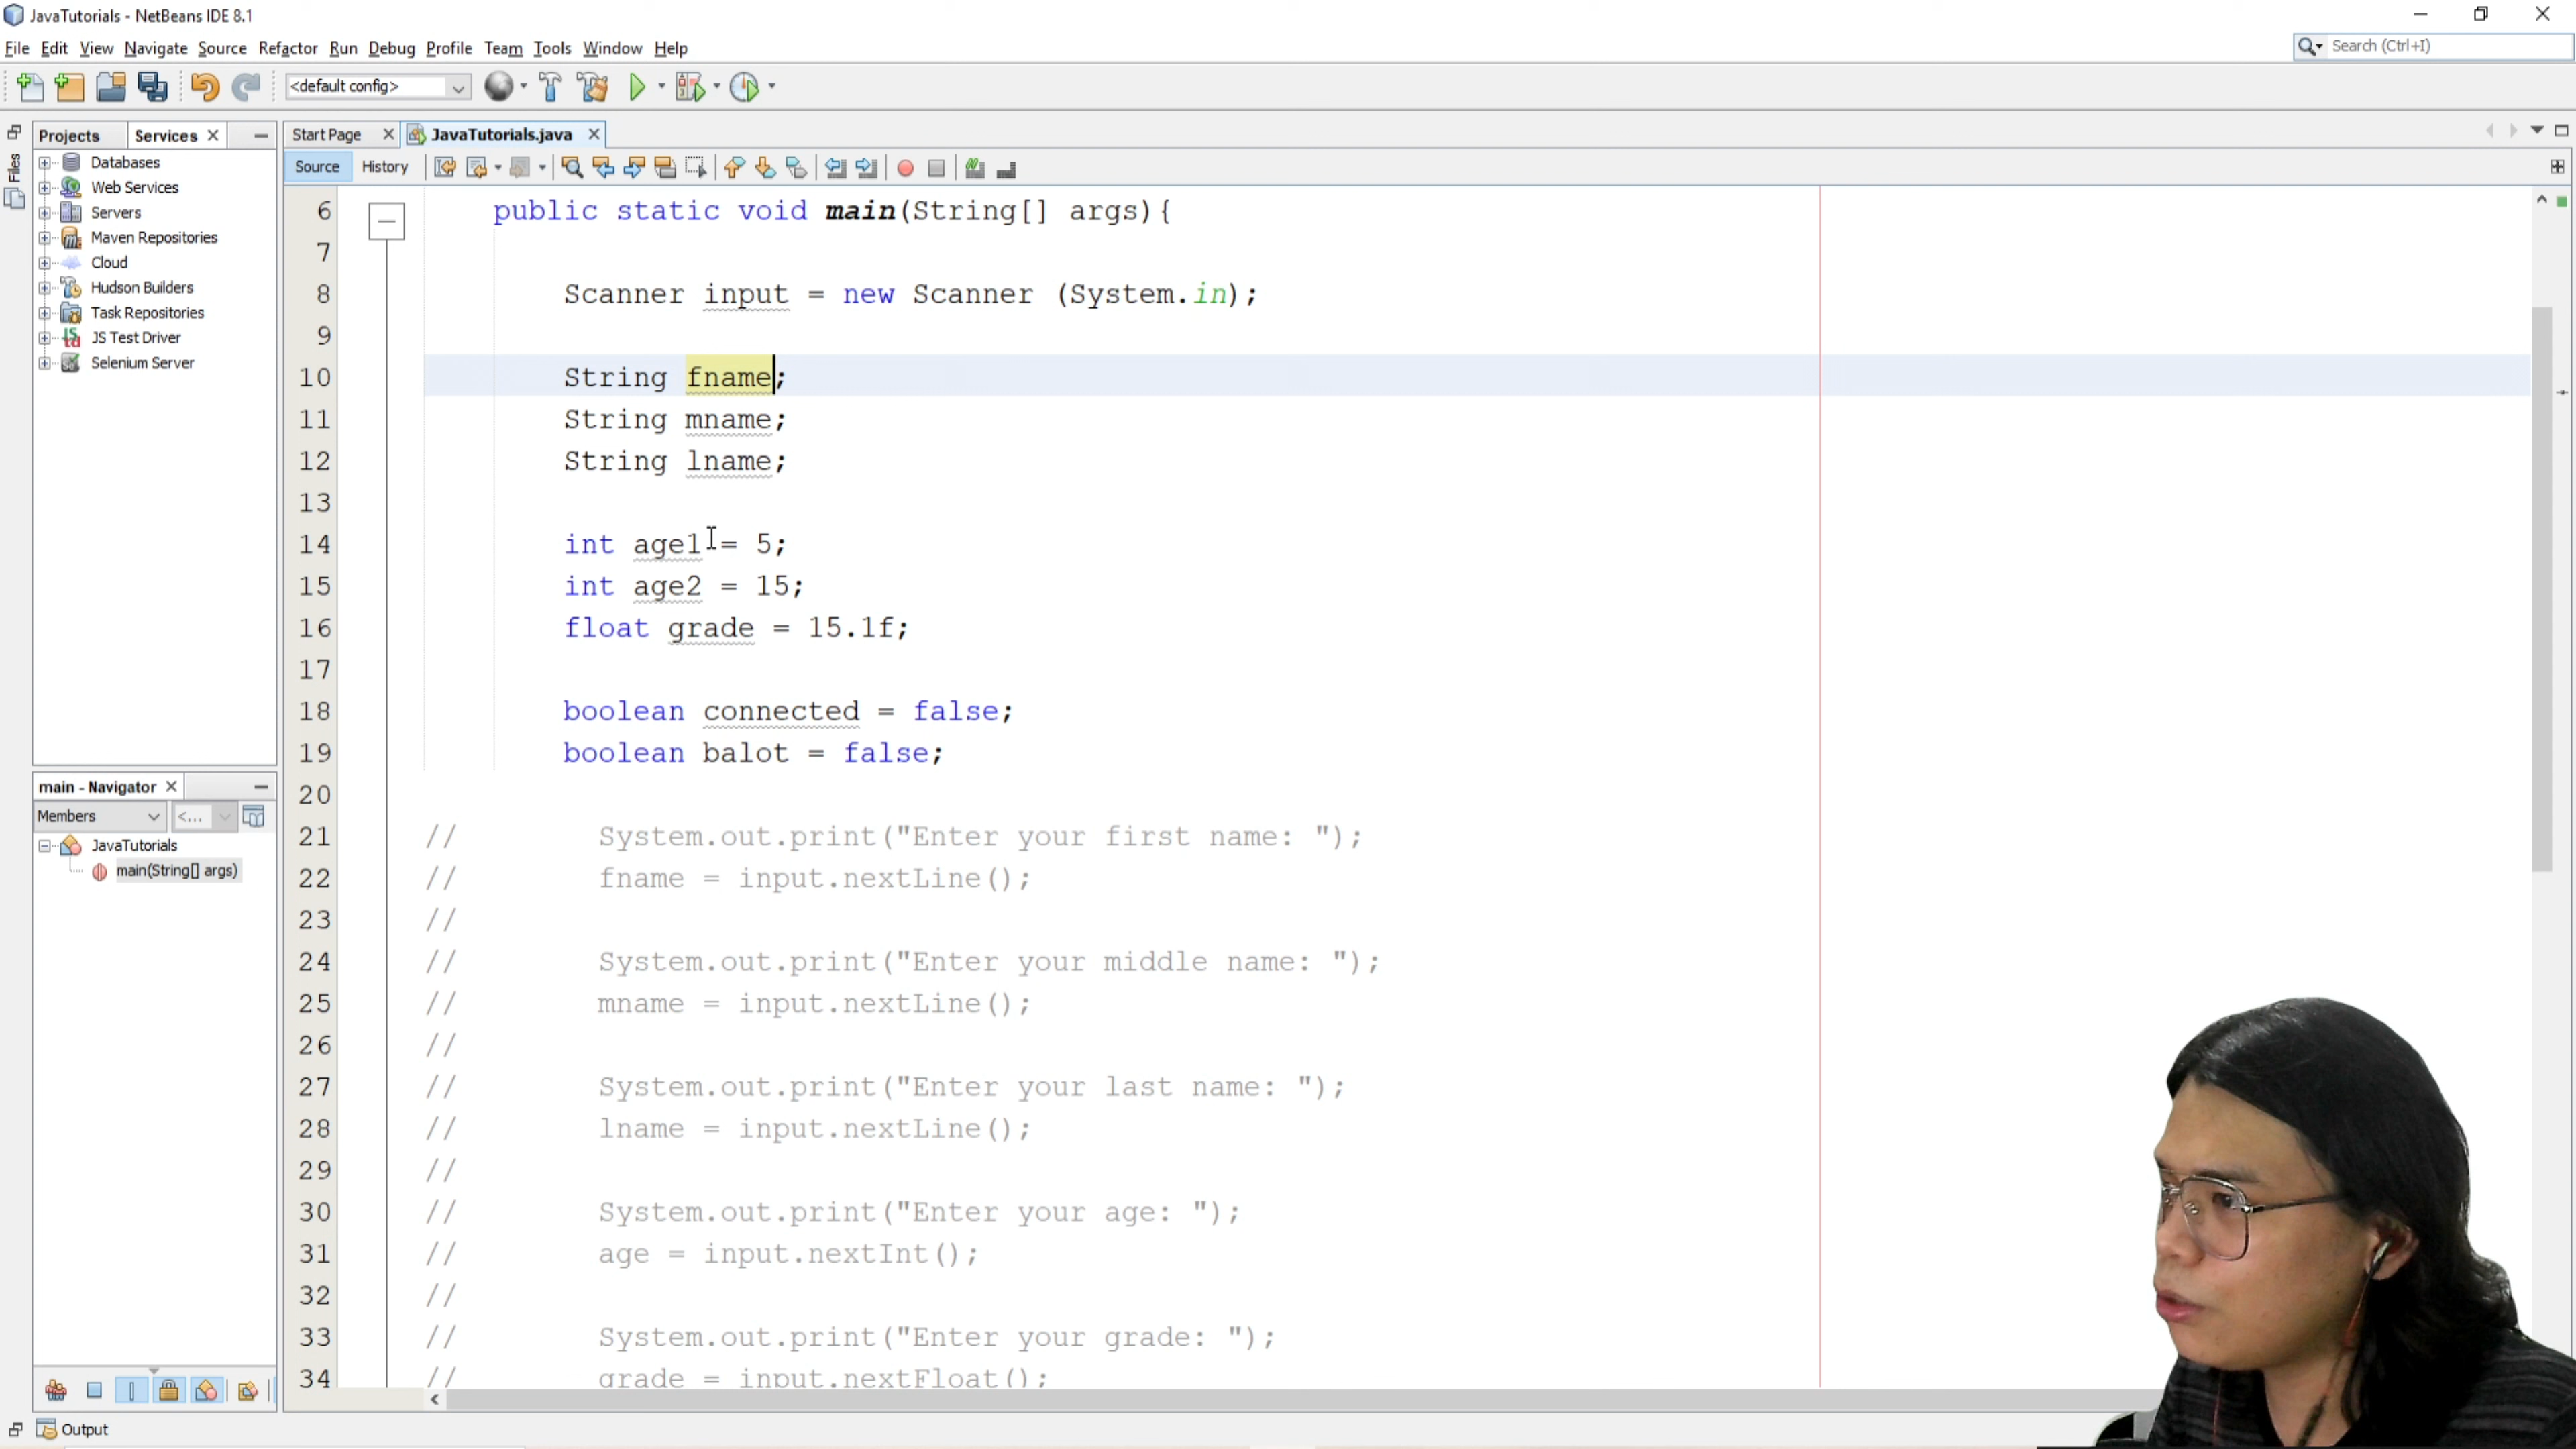 JavaTutorials - NetBeans IDE 8.1
File Edit View Navigate Source Refactor Run Debug Profile Team Tools Window Help
Search (Ctrl+I)
<default config>
Files
Projects Services
Databases
Web Services
Servers
Maven Repositories
Cloud
Hudson Builders
Task Repositories
JS Test Driver
Selenium Server
main - Navigator
Members <...
JavaTutorials
main(String[] args)
Start Page JavaTutorials.java
Source History
6 public static void main(String[] args){
7
8 Scanner input = new Scanner (System.in);
9
10 String fname;
11 String mname;
12 String lname;
13
14 int age1 = 5;
15 int age2 = 15;
16 float grade = 15.1f;
17
18 boolean connected = false;
19 boolean balot = false;
20
21 // System.out.print("Enter your first name: ");
22 // fname = input.nextLine();
23 //
24 // System.out.print("Enter your middle name: ");
25 // mname = input.nextLine();
26 //
27 // System.out.print("Enter your last name: ");
28 // lname = input.nextLine();
29 //
30 // System.out.print("Enter your age: ");
31 // age = input.nextInt();
32 //
33 // System.out.print("Enter your grade: ");
34 // grade = input.nextFloat();
Output